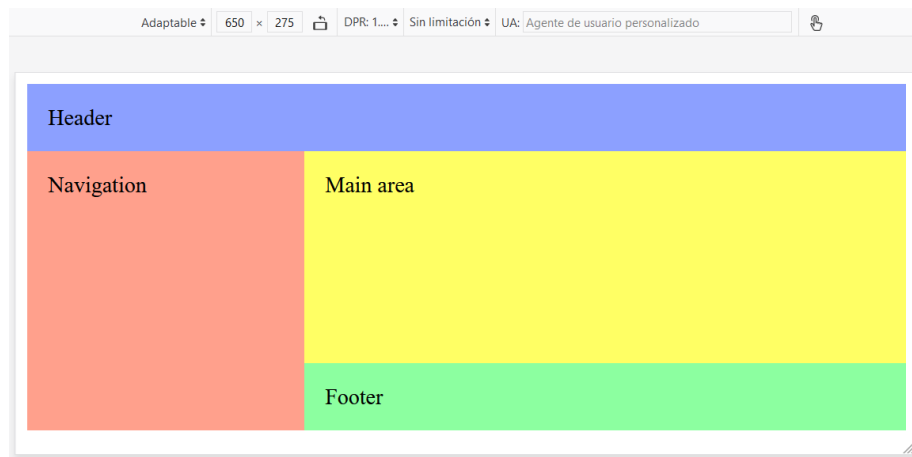 Adaptable 650 × 275 DPR: 1.... Sin limitación UA: Agente de usuario personalizado
Header
Navigation Main area
Footer